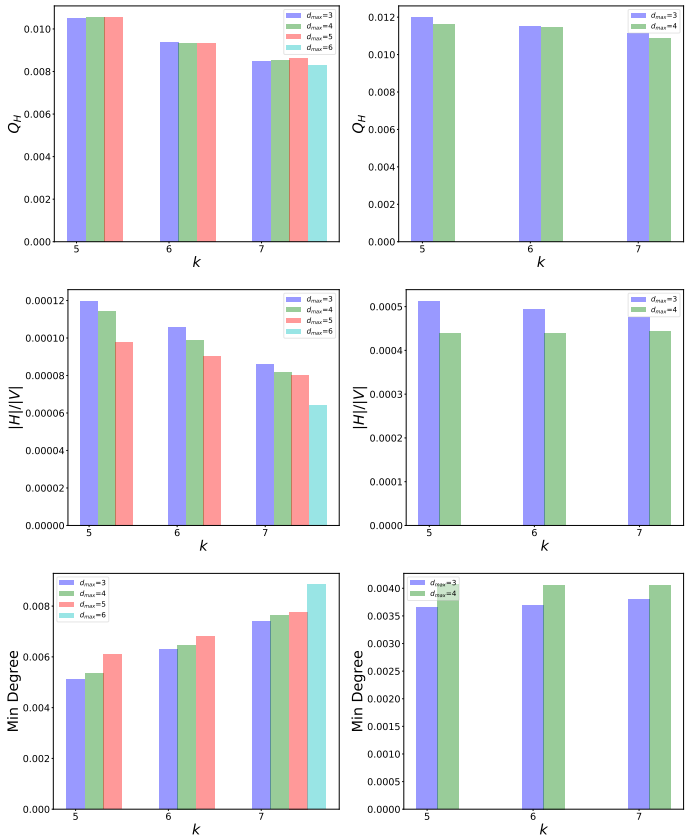 0.010
0.008
0.006
0.004
0.002
0.000
Q_H
5
6
7
k
d_max=3
d_max=4
d_max=5
d_max=6
0.012
0.010
0.008
0.006
0.004
0.002
0.000
Q_H
5
6
7
k
d_max=3
d_max=4
0.00012
0.00010
0.00008
0.00006
0.00004
0.00002
0.00000
|H|/|V|
5
6
7
k
d_max=3
d_max=4
d_max=5
d_max=6
0.0005
0.0004
0.0003
0.0002
0.0001
0.0000
|H|/|V|
5
6
7
k
d_max=3
d_max=4
0.008
0.006
0.004
0.002
0.000
Min Degree
5
6
7
k
d_max=3
d_max=4
d_max=5
d_max=6
0.0040
0.0035
0.0030
0.0025
0.0020
0.0015
0.0010
0.0005
0.0000
Min Degree
5
6
7
k
d_max=3
d_max=4